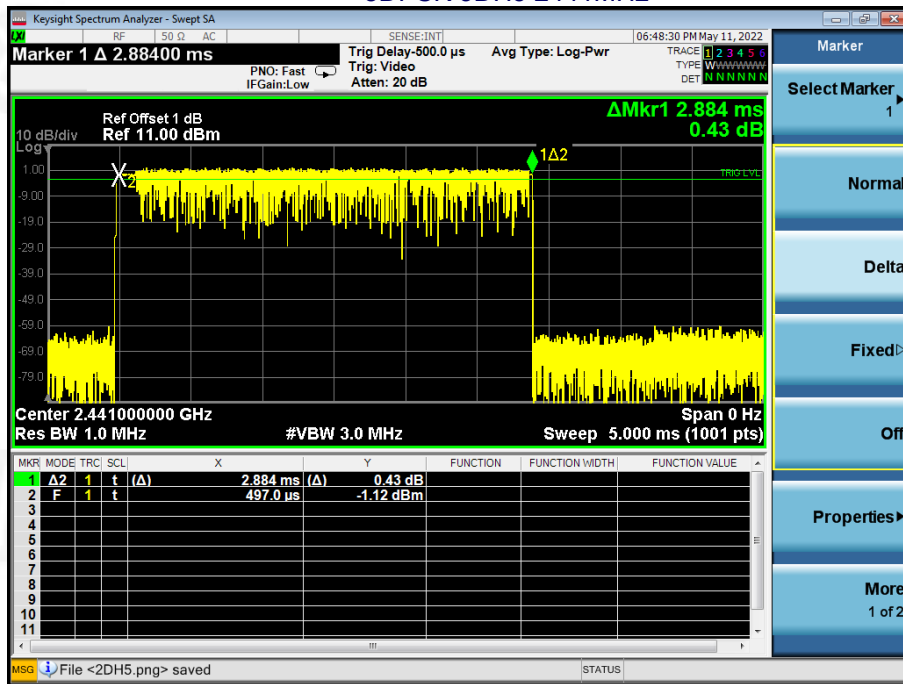 Keysight Spectrum Analyzer - Swept SA
LXI RF 50 Ω AC SENSE:INT 06:48:30 PM May 11, 2022
Marker 1 Δ 2.88400 ms
PNO: Fast
IFGain:Low
Trig Delay-500.0 µs
Trig: Video
Atten: 20 dB
Avg Type: Log-Pwr
TRACE 1 2 3 4 5 6
TYPE WWWWWW
DET N N N N N N
Ref Offset 1 dB
10 dB/div Ref 11.00 dBm
Log
ΔMkr1 2.884 ms
0.43 dB
1Δ2
X2
TRIG LVL
1.00
-9.00
-19.0
-29.0
-39.0
-49.0
-59.0
-69.0
-79.0
Center 2.441000000 GHz Span 0 Hz
Res BW 1.0 MHz #VBW 3.0 MHz Sweep 5.000 ms (1001 pts)
MKR MODE TRC SCL X Y FUNCTION FUNCTION WIDTH FUNCTION VALUE
1 Δ2 1 t (Δ) 2.884 ms (Δ) 0.43 dB
2 F 1 t 497.0 µs -1.12 dBm
3
4
5
6
7
8
9
10
11
MSG File <2DH5.png> saved STATUS
Marker
Select Marker
1
Normal
Delta
Fixed
Off
Properties
More
1 of 2